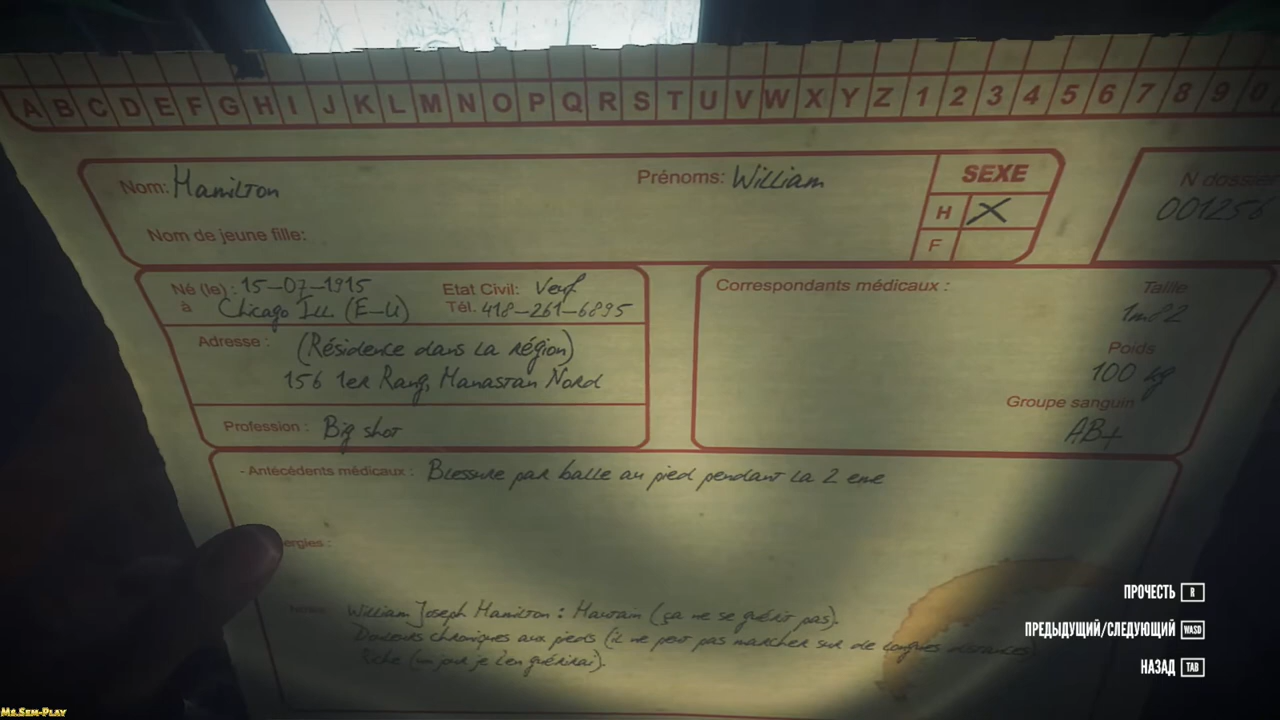 A B C D E F G H I J K L M N O P Q R S T U V W X Y Z 1 2 3 4 5 6 7 8 9 0
Nom: Hamilton
Prénoms: William
SEXE
H X
F
N dossier
001256
Nom de jeune fille:
Né (le) : 15-07-1915
à Chicago Ill. (E-U)
Etat Civil: Veuf
Tél. 418-261-6895
Adresse : (Résidence dans la région)
156 1er Rang, Manastan Nord
Profession : Big shot
Correspondants médicaux :
Taille
1m82
Poids
100 kg
Groupe sanguin
AB+
- Antécédents médicaux : Blessure par balle au pied pendant la 2 eme
ergies :
William Joseph Hamilton : Hautain (ça ne se guérit pas).
Douleurs chroniques aux pieds (il ne peut pas marcher sur de longues distances)
Riche (un jour je l'en guérirai).
ПРОЧЕСТЬ R
ПРЕДЫДУЩИЙ/СЛЕДУЮЩИЙ WASD
НАЗАД TAB
Ms.Sem-Play